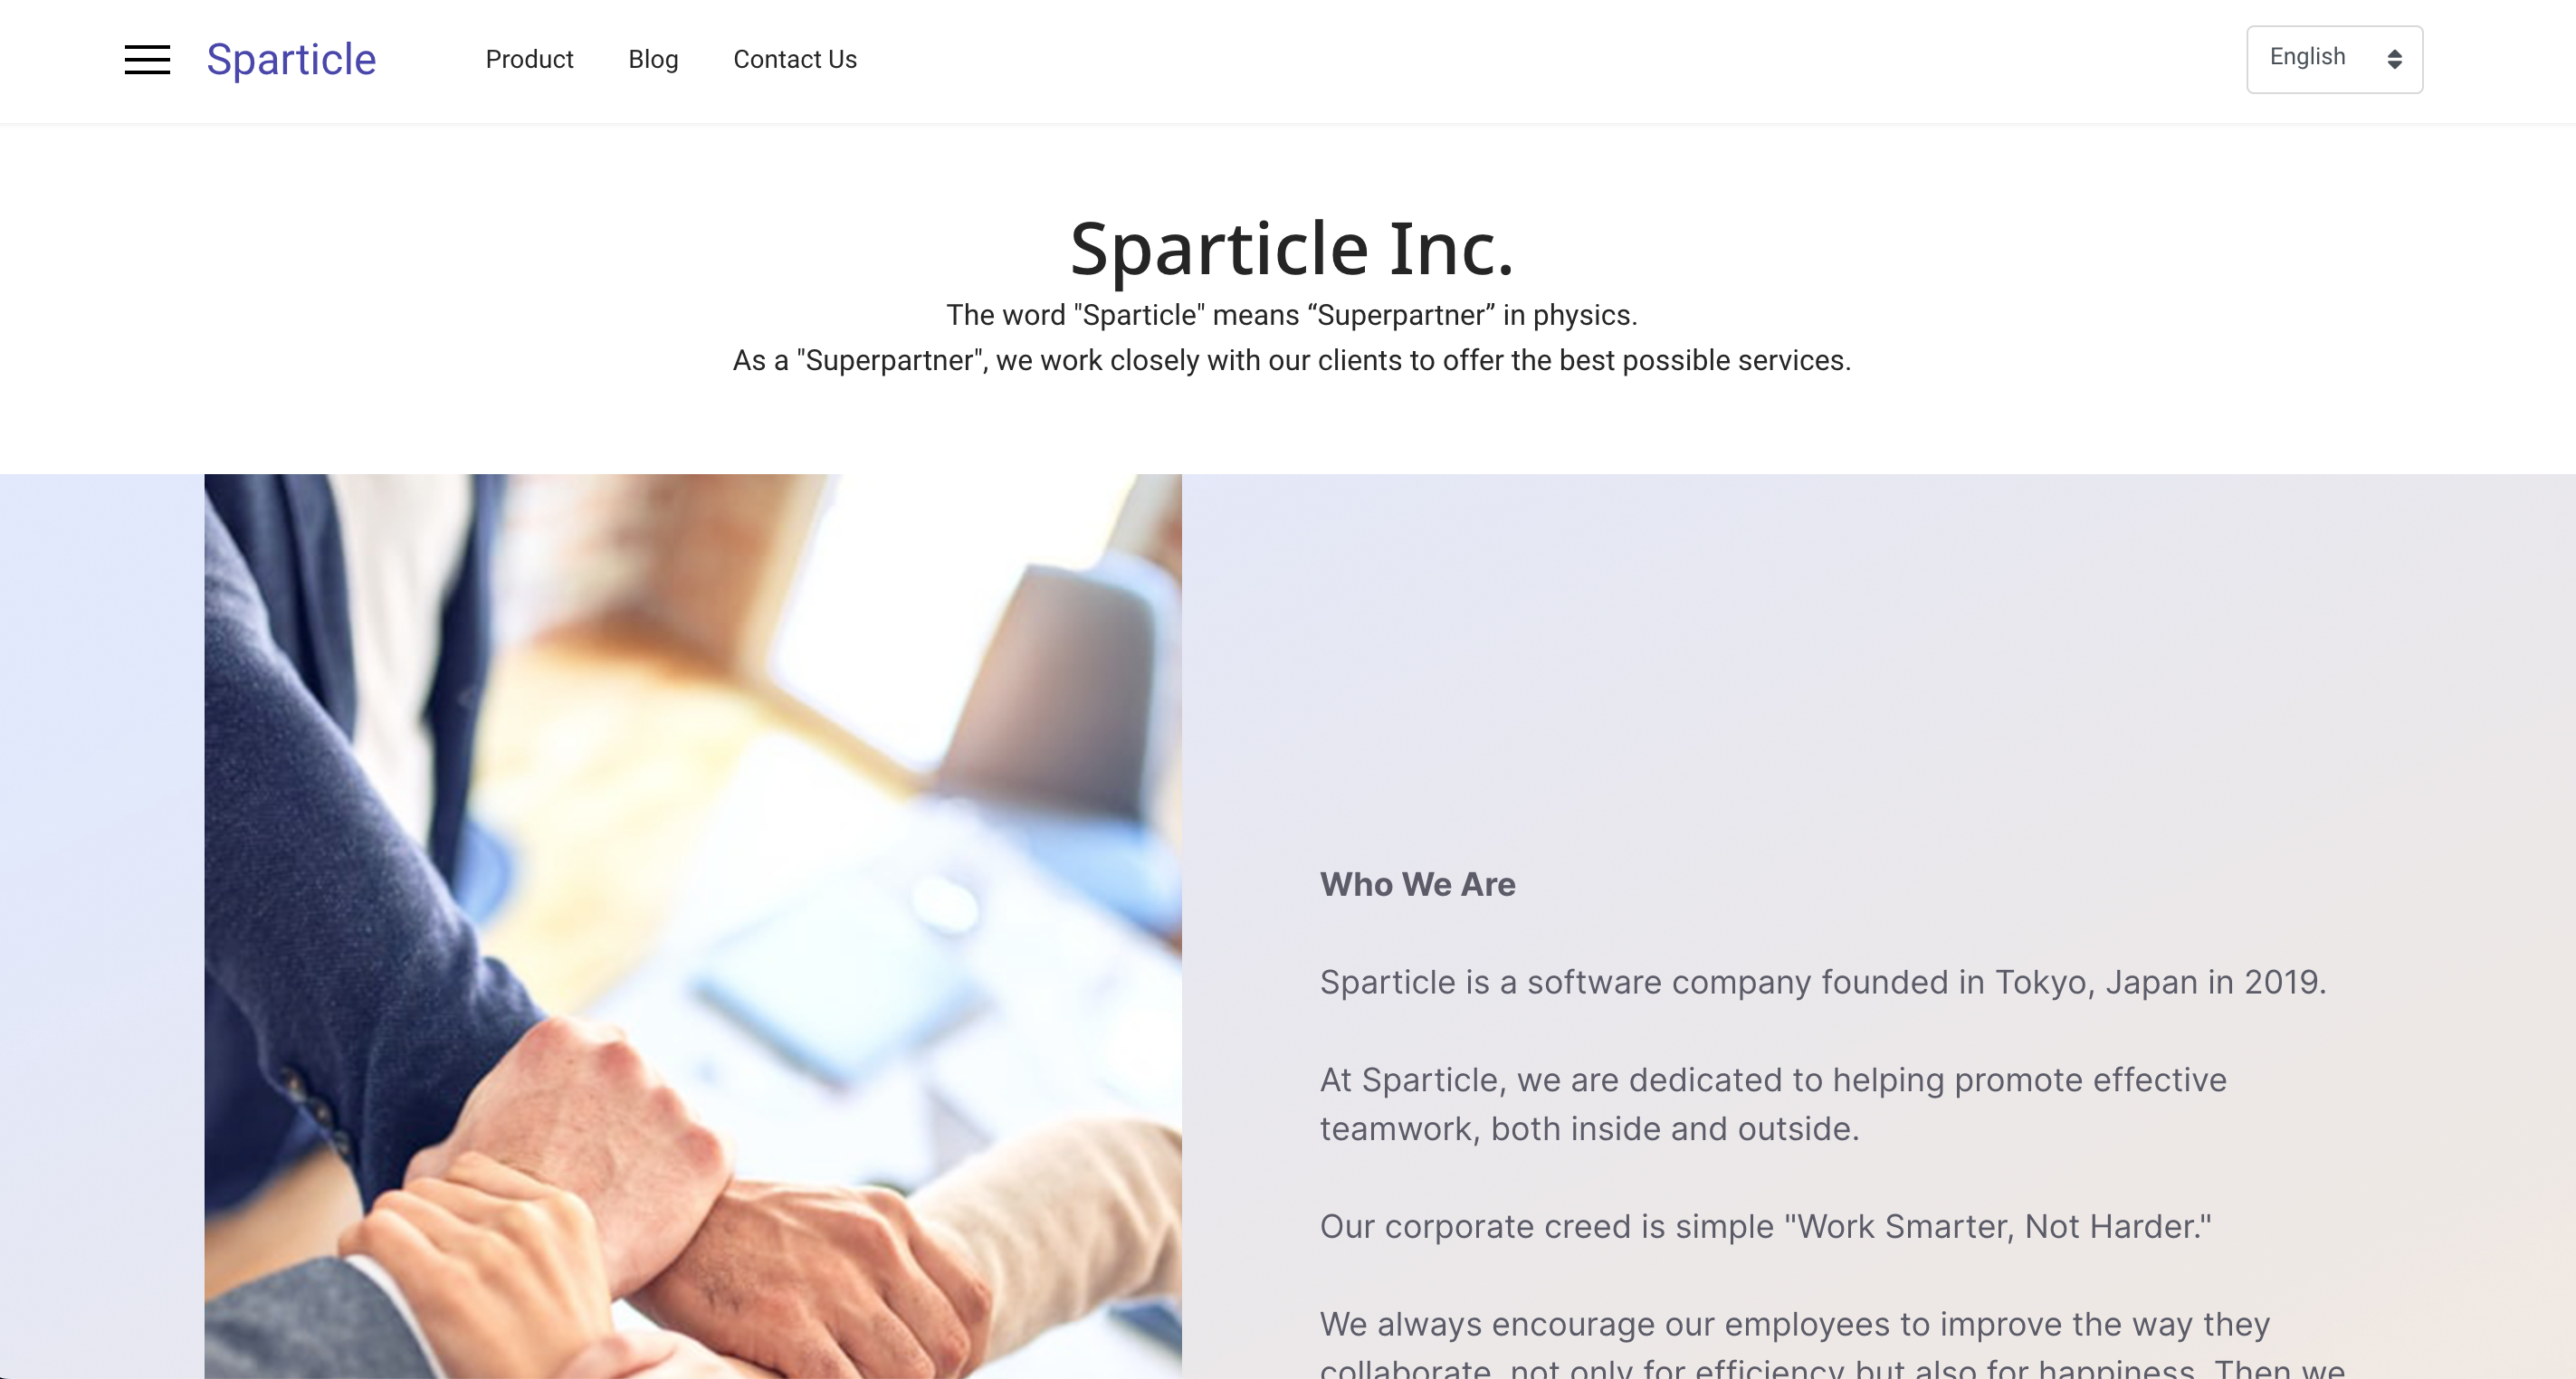 Sparticle
Product
Blog
Contact Us
English
Sparticle Inc.
The word "Sparticle" means “Superpartner” in physics.
As a "Superpartner", we work closely with our clients to offer the best possible services.
Who We Are
Sparticle is a software company founded in Tokyo, Japan in 2019.
At Sparticle, we are dedicated to helping promote effective
teamwork, both inside and outside.
Our corporate creed is simple "Work Smarter, Not Harder."
We always encourage our employees to improve the way they
collaborate, not only for efficiency but also for happiness. Then we